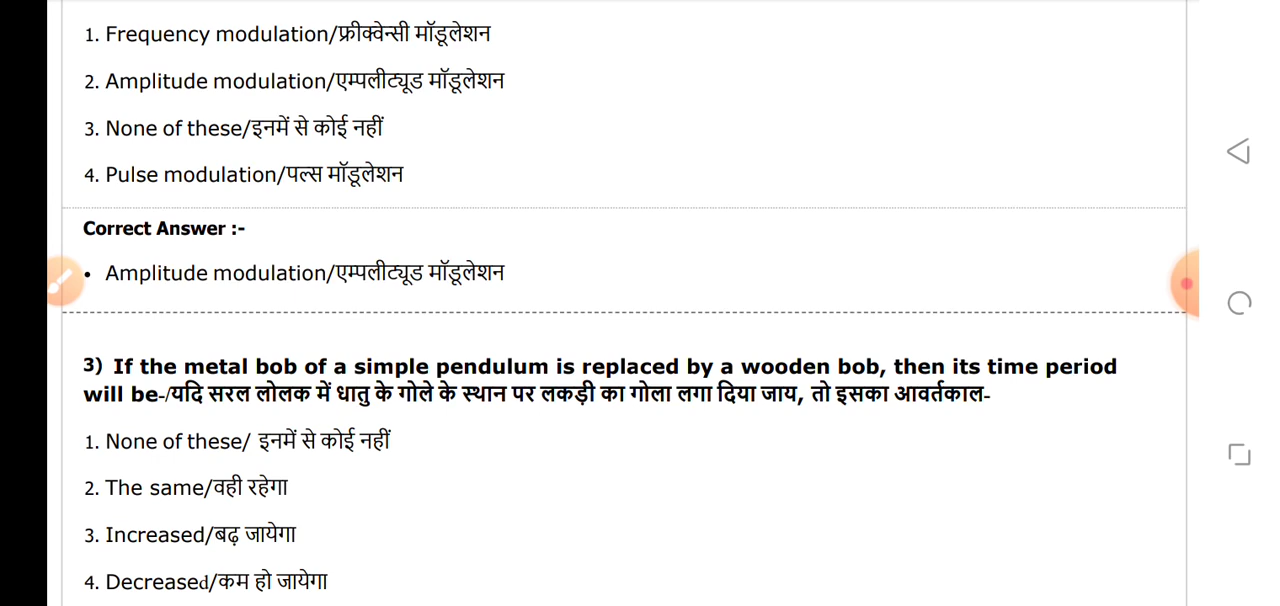 1. Frequency modulation/फ्रीक्वेन्सी मॉडूलेशन
2. Amplitude modulation/एम्पलीट्यूड मॉडूलेशन
3. None of these/इनमें से कोई नहीं
4. Pulse modulation/पल्स मॉडूलेशन
Correct Answer :-
• Amplitude modulation/एम्पलीट्यूड मॉडूलेशन
3) If the metal bob of a simple pendulum is replaced by a wooden bob, then its time period
will be-/यदि सरल लोलक में धातु के गोले के स्थान पर लकड़ी का गोला लगा दिया जाय, तो इसका आवर्तकाल-
1. None of these/ इनमें से कोई नहीं
2. The same/वही रहेगा
3. Increased/बढ़ जायेगा
4. Decreased/कम हो जायेगा